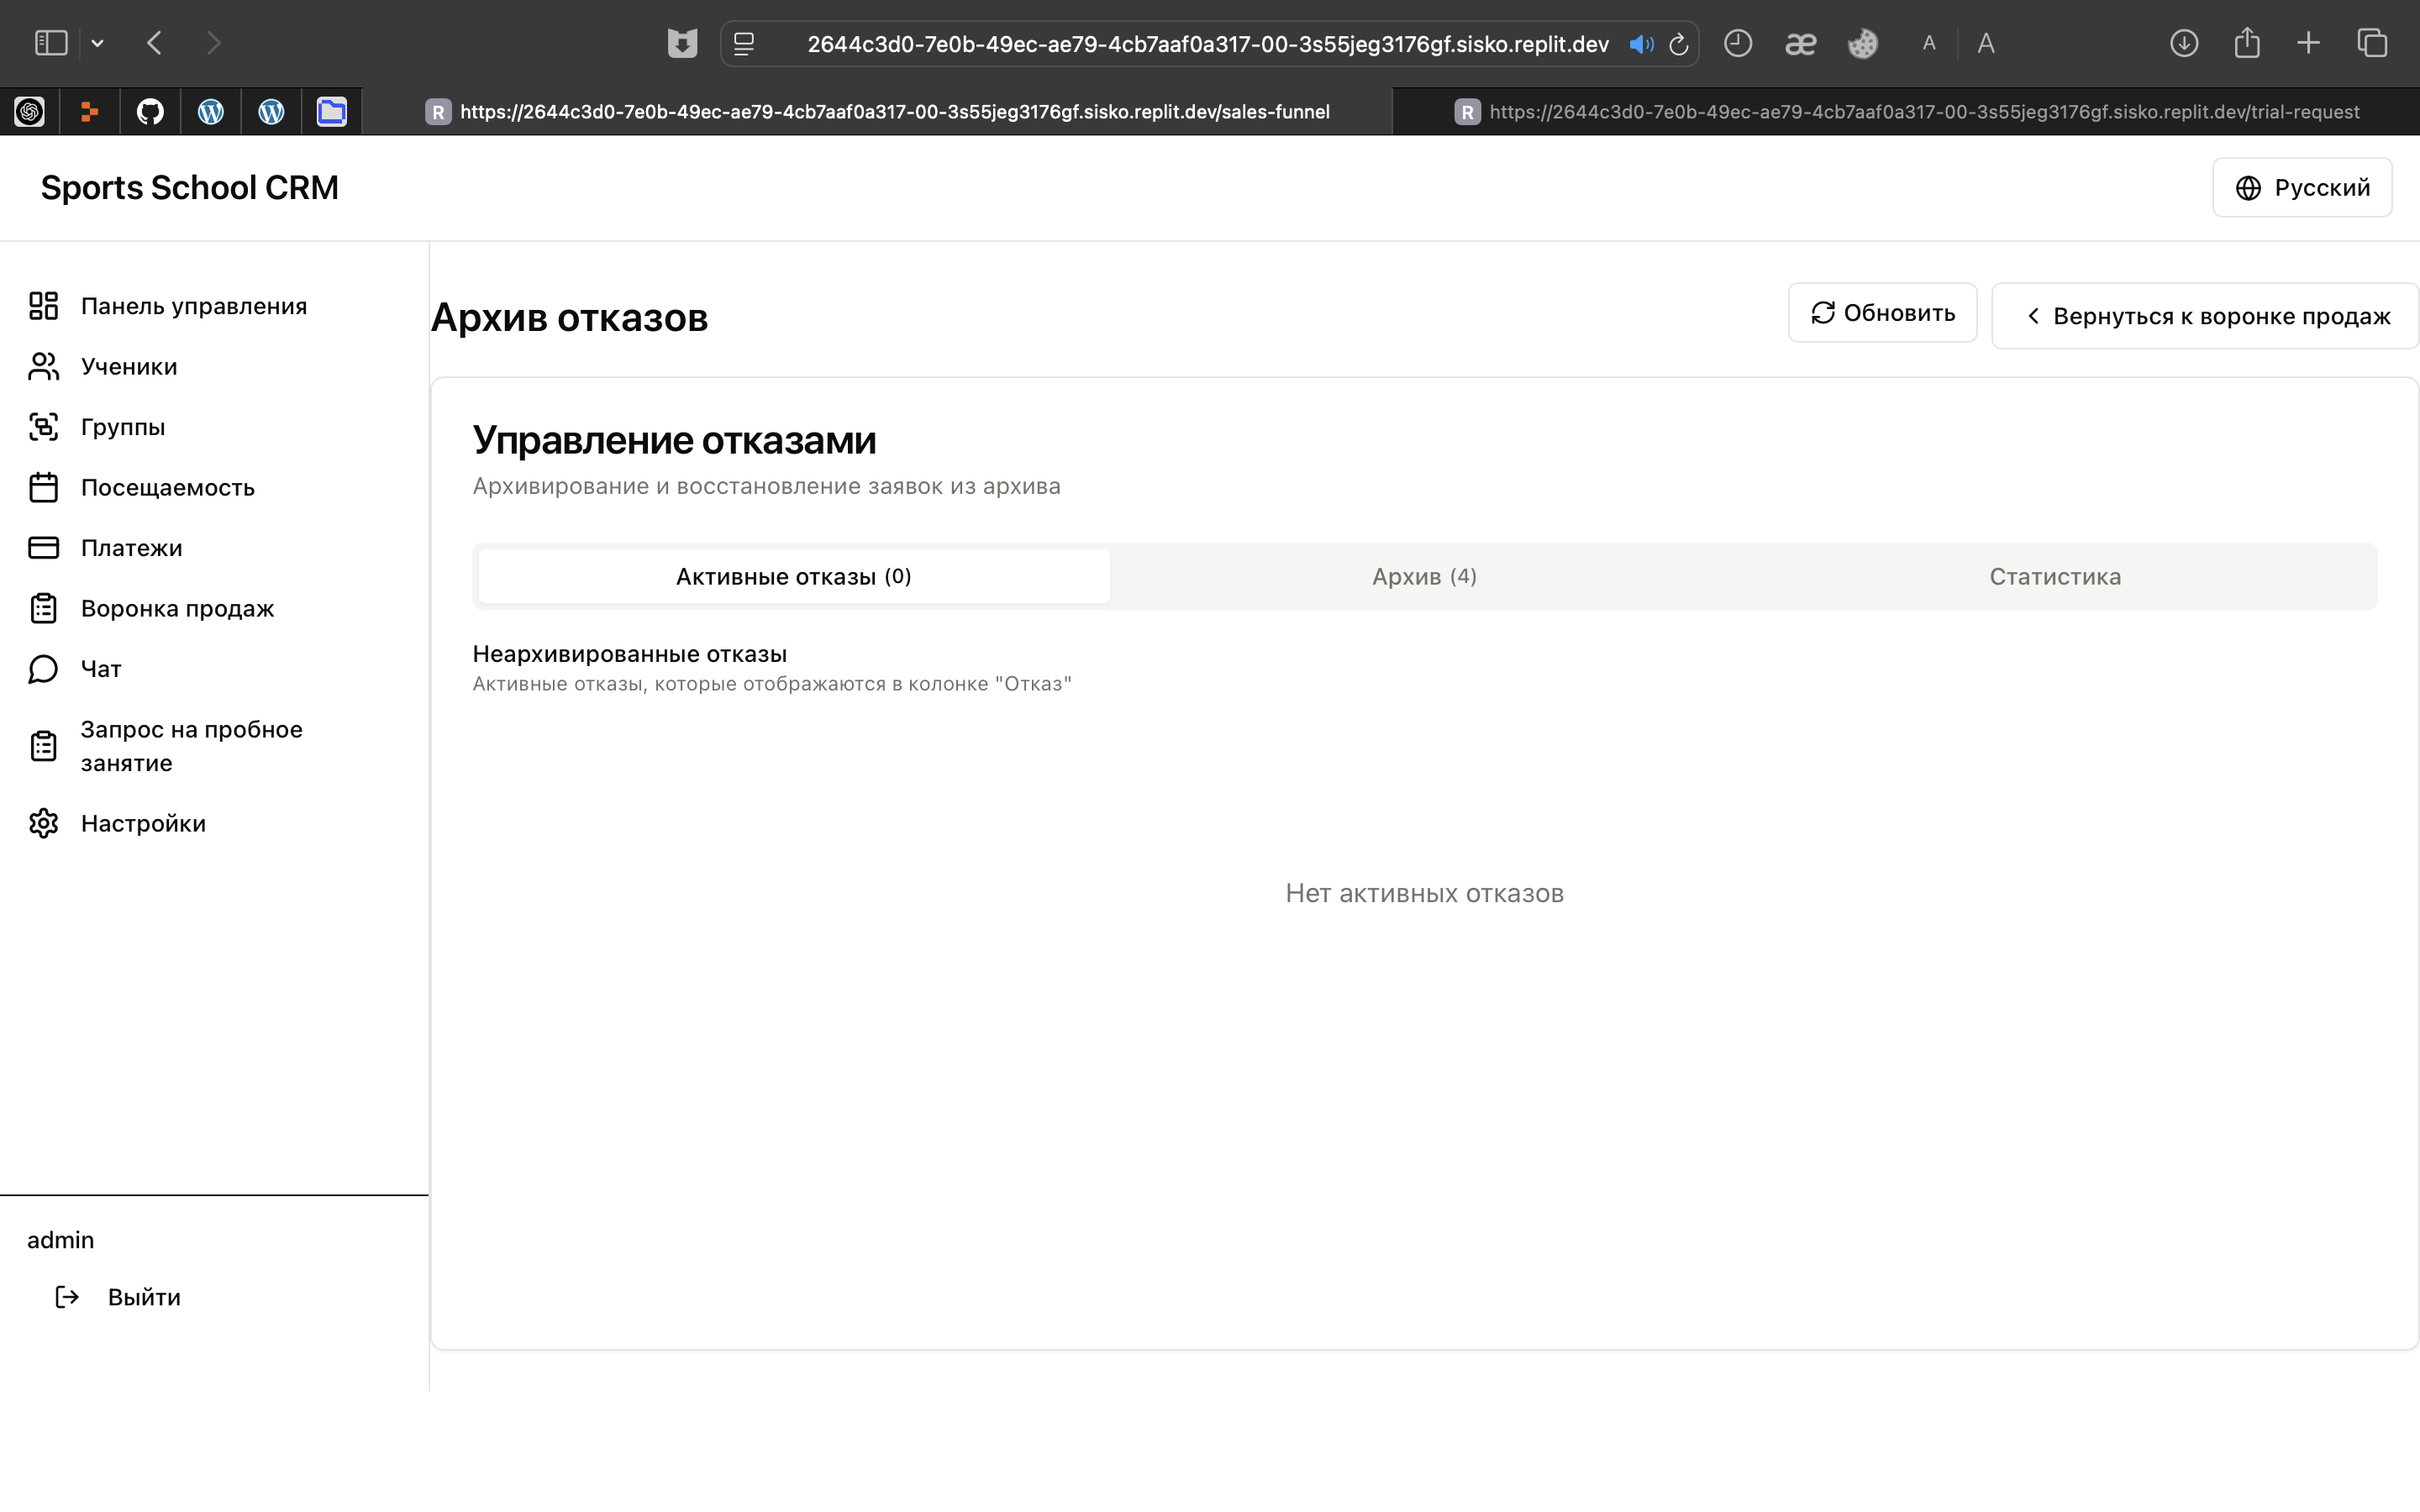 2644c3d0-7e0b-49ec-ae79-4cb7aaf0a317-00-3s55jeg3176gf.sisko.replit.dev
æ
A
A
R https://2644c3d0-7e0b-49ec-ae79-4cb7aaf0a317-00-3s55jeg3176gf.sisko.replit.dev/sales-funnel
R https://2644c3d0-7e0b-49ec-ae79-4cb7aaf0a317-00-3s55jeg3176gf.sisko.replit.dev/trial-request
Sports School CRM
Русский
Панель управления
Ученики
Группы
Посещаемость
Платежи
Воронка продаж
Чат
Запрос на пробное
занятие
Настройки
admin
Выйти
Архив отказов
Обновить
Вернуться к воронке продаж
Управление отказами
Архивирование и восстановление заявок из архива
Активные отказы (0)
Архив (4)
Статистика
Неархивированные отказы
Активные отказы, которые отображаются в колонке "Отказ"
Нет активных отказов